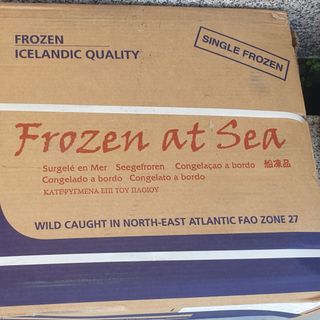 FROZEN
ICELANDIC QUALITY
SINGLE FROZEN
Frozen at Sea
Surgelé en Mer Seegefroren Congelaçao a bordo 船凍品
Congelado a bordo Congelato a bordo
ΚΑΤΕΨΥΓΜΕΝΑ ΕΠΙ ΤΟΥ ΠΛΟΙΟΥ
WILD CAUGHT IN NORTH-EAST ATLANTIC FAO ZONE 27